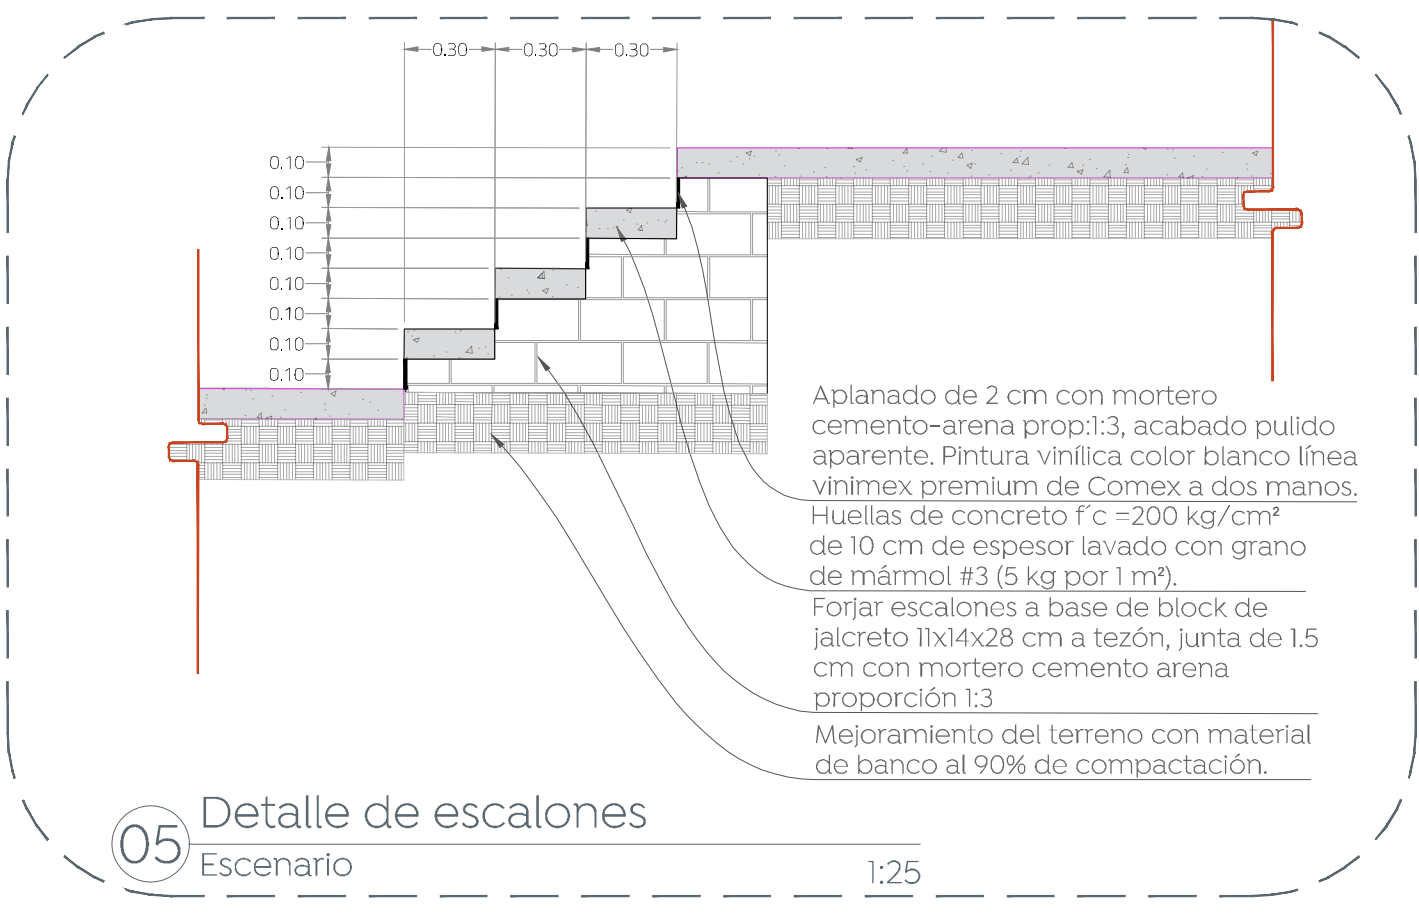 0.30 0.30 0.30
0.10
0.10
0.10
0.10
0.10
0.10
0.10
0.10
Aplanado de 2 cm con mortero
cemento-arena prop:1:3, acabado pulido
aparente. Pintura vinílica color blanco línea
vinimex premium de Comex a dos manos.
Huellas de concreto f´c =200 kg/cm²
de 10 cm de espesor lavado con grano
de mármol #3 (5 kg por 1 m²).
Forjar escalones a base de block de
jalcreto 11x14x28 cm a tezón, junta de 1.5
cm con mortero cemento arena
proporción 1:3
Mejoramiento del terreno con material
de banco al 90% de compactación.
05 Detalle de escalones
Escenario 1:25